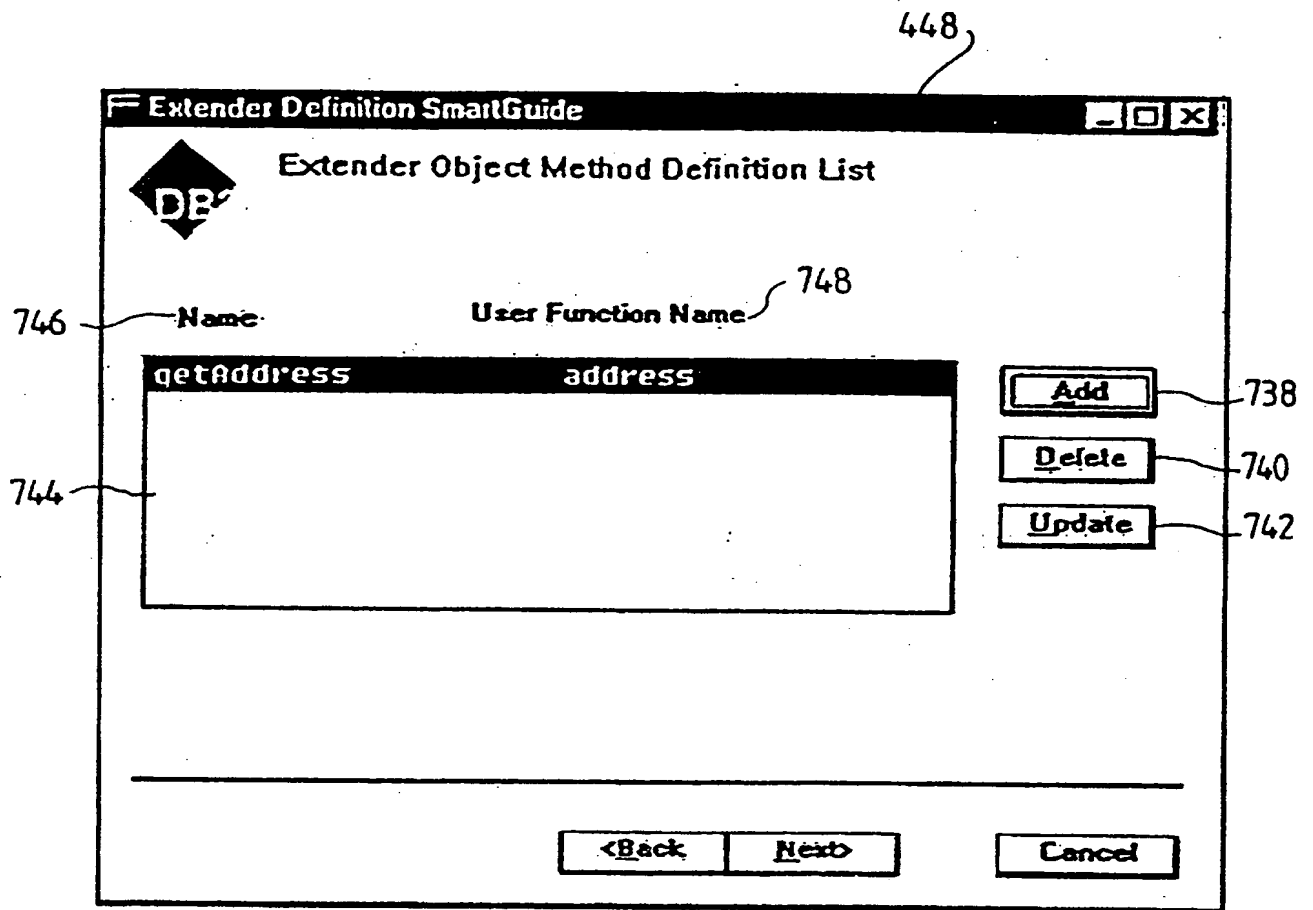 448
Extender Definition SmartGuide
Extender Object Method Definition List
DB2
746 Name User Function Name 748
getAddress address
Add 738
Delete 740
744
Update 742
<Back Next> Cancel